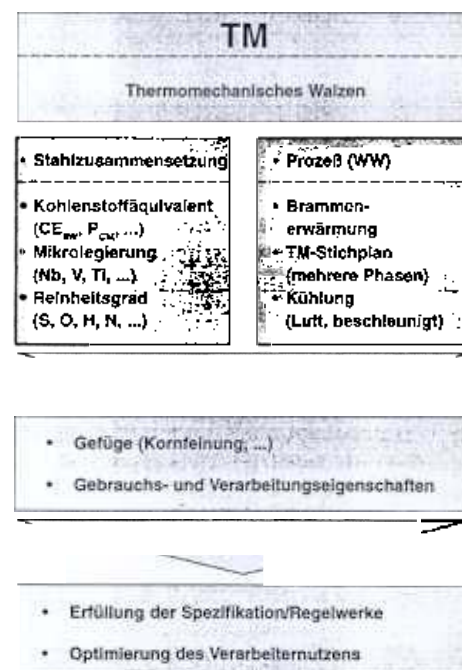 TM
Thermomechanisches Walzen
• Stahlzusammensetzung
• Kohlenstoffäquivalent
(CE
• Mikrolegierung
(Nb, V, Ti, ...)
• Reinheitsgrad
(S, O, H, N, ...)
• Prozeß (WW)
• Brammen-
erwärmung
• TM-Stichplan
(mehrere Phasen)
• Kühlung
(Luft, beschleunigt)
• Gefüge (Kornfeinung, ...)
• Gebrauchs- und Verarbeitungseigenschaften
• Erfüllung der Spezifikation/Regelwerke
• Optimierung des Verarbeiternutzens